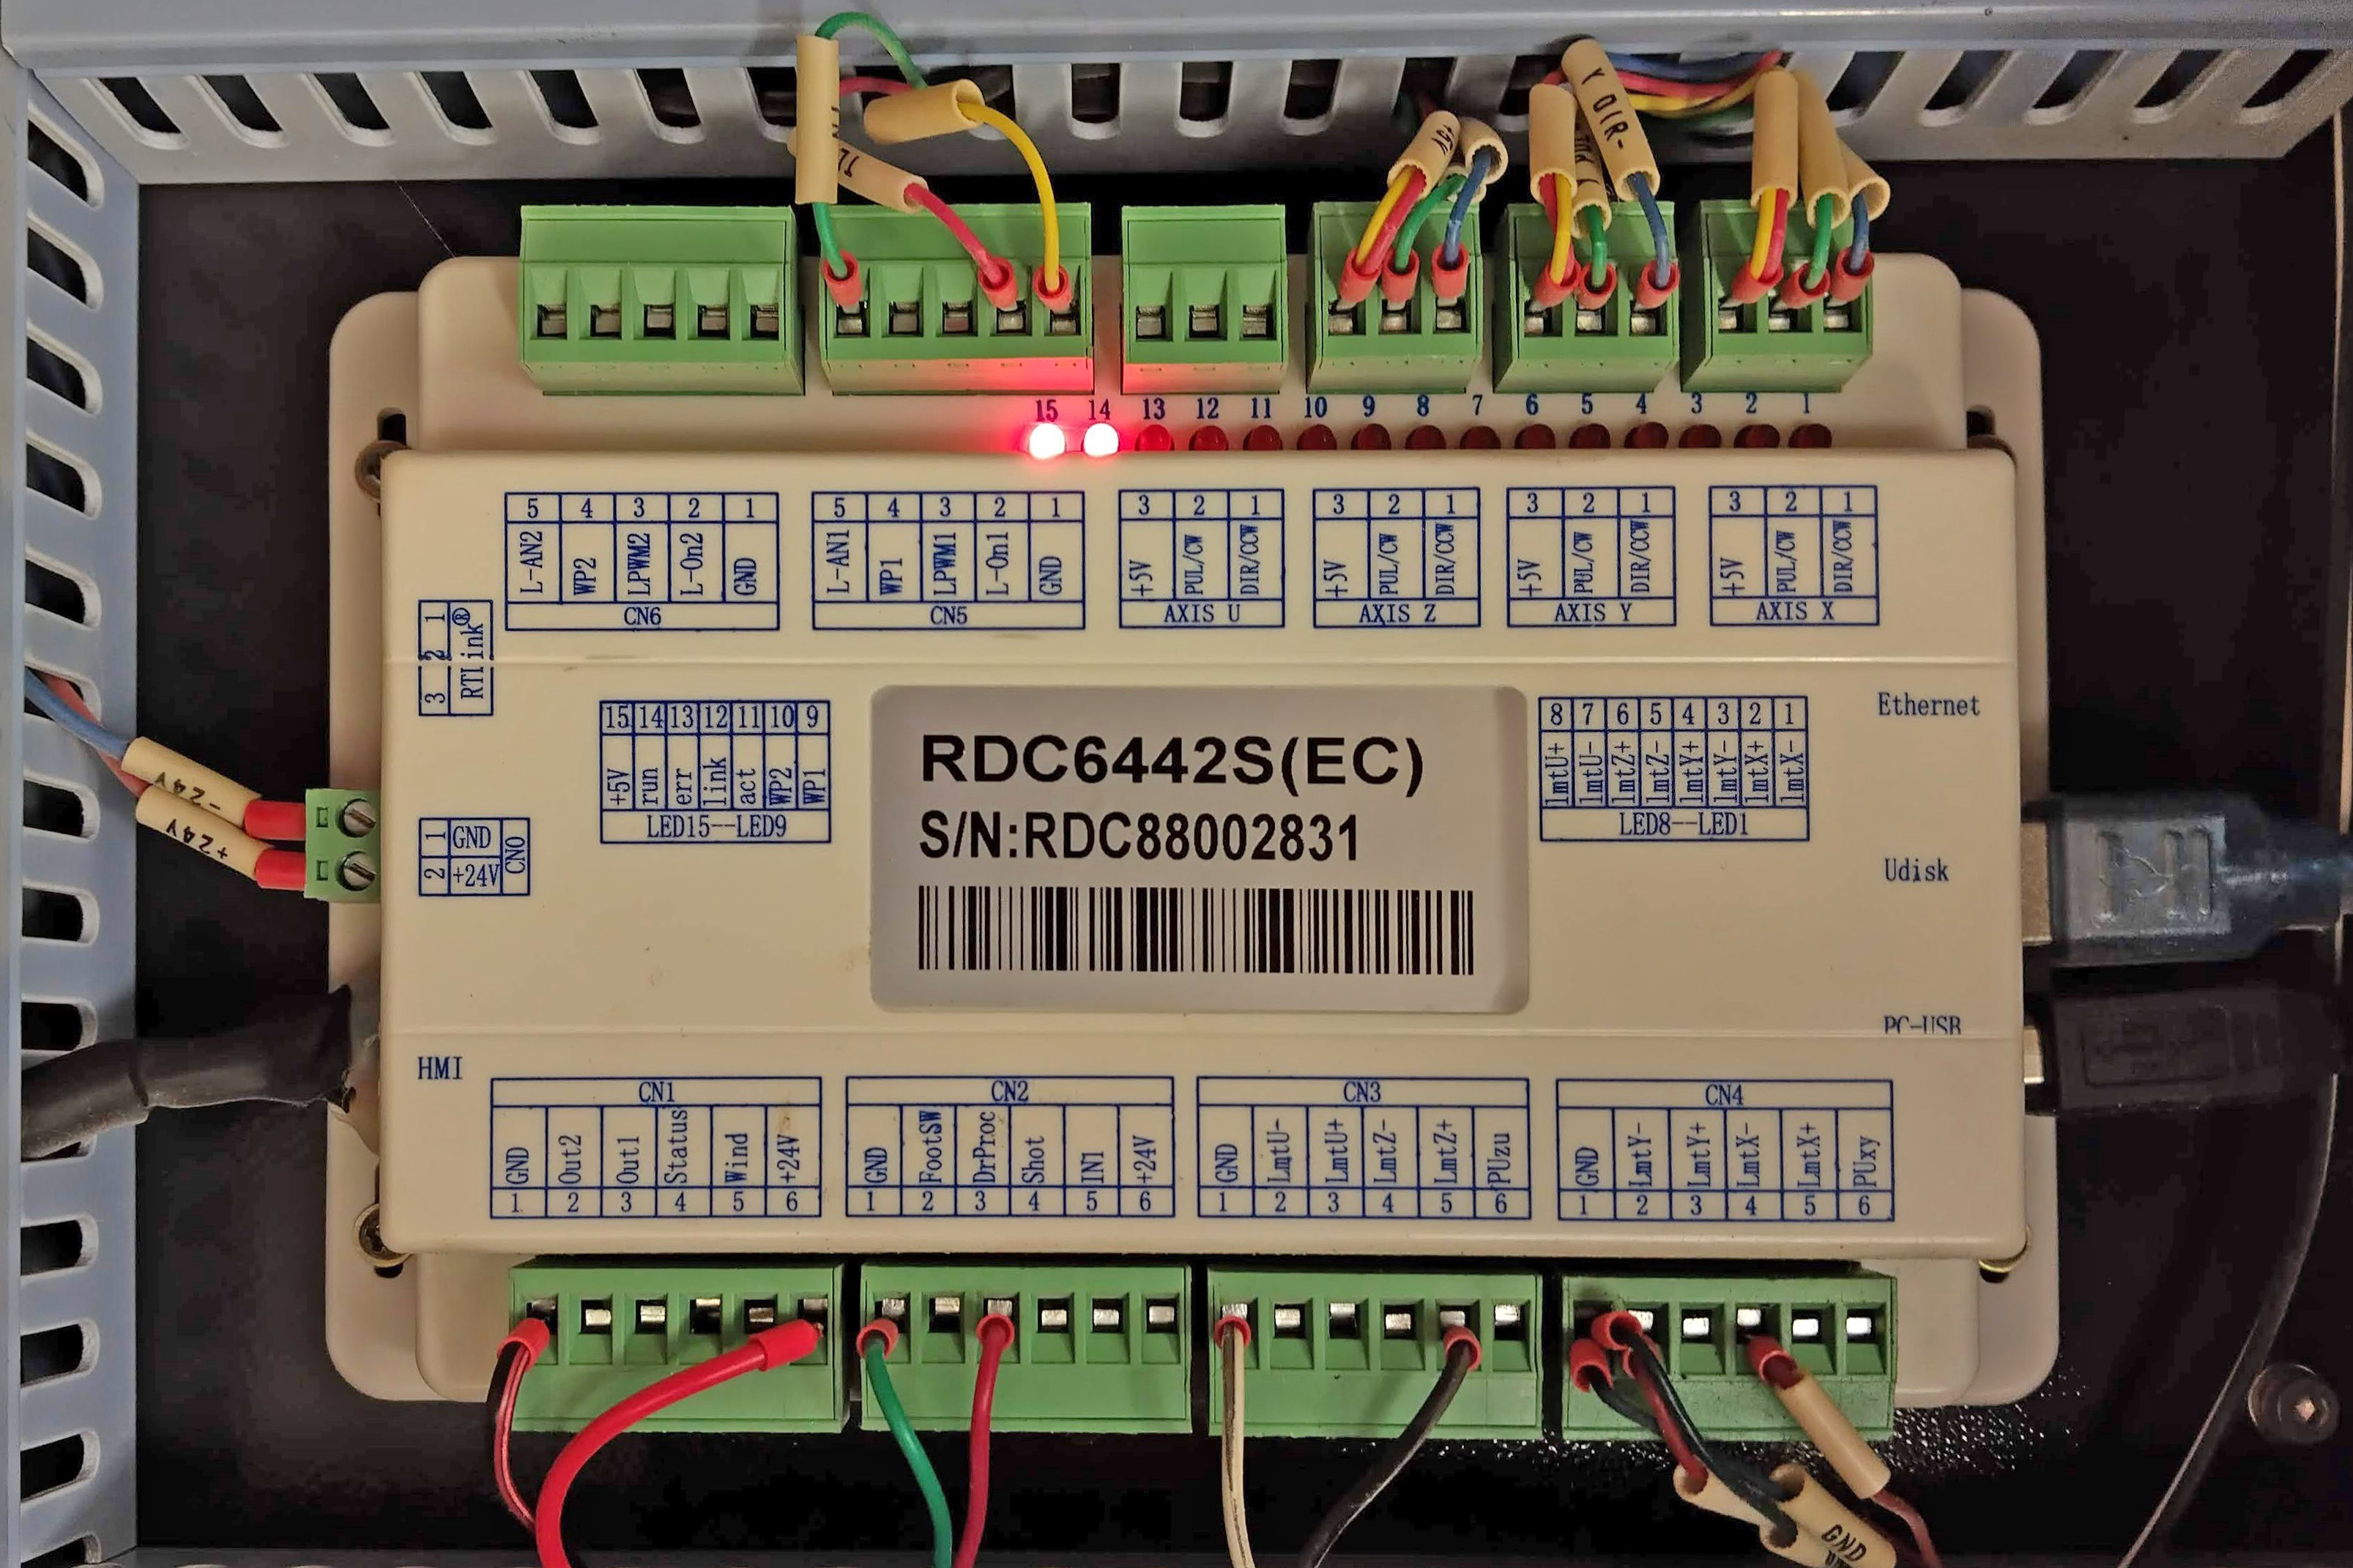 Y DIR-
-24V
+24V
15 14 13 12 11 10 9 8 7 6 5 4 3 2 1
5 4 3 2 1
L-AN2 WP2 LPWM2 L-On2 GND
CN6
5 4 3 2 1
L-AN1 WP1 LPWM1 L-On1 GND
CN5
3 2 1
+5V PUL/CW DIR/CCW
AXIS U
3 2 1
+5V PUL/CW DIR/CCW
AXIS Z
3 2 1
+5V PUL/CW DIR/CCW
AXIS Y
3 2 1
+5V PUL/CW DIR/CCW
AXIS X
3 2 1
RTLink®
15 14 13 12 11 10 9
+5V run err link act WP2 WP1
LED15--LED9
RDC6442S(EC)
S/N:RDC88002831
8 7 6 5 4 3 2 1
lmtU+ lmtU- lmtZ+ lmtZ- lmtY+ lmtY- lmtX+ lmtX-
LED8--LED1
Ethernet
Udisk
PC-USB
1 GND
2 +24V
CN0
HMI
CN1
GND Out2 Out1 Status Wind +24V
1 2 3 4 5 6
CN2
GND FootSW DrProc Shot IN1 +24V
1 2 3 4 5 6
CN3
GND LmtU- LmtU+ LmtZ- LmtZ+ PUzu
1 2 3 4 5 6
CN4
GND LmtY- LmtY+ LmtX- LmtX+ PUxy
1 2 3 4 5 6
GND